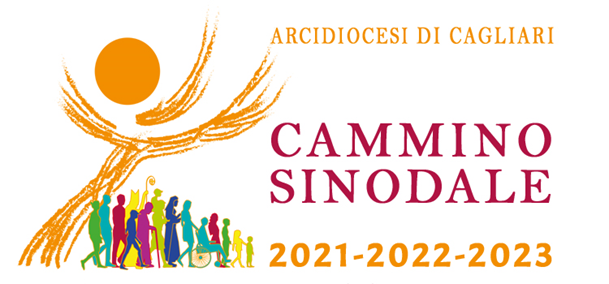 ARCIDIOCESI DI CAGLIARI
CAMMINO
SINODALE
2021-2022-2023